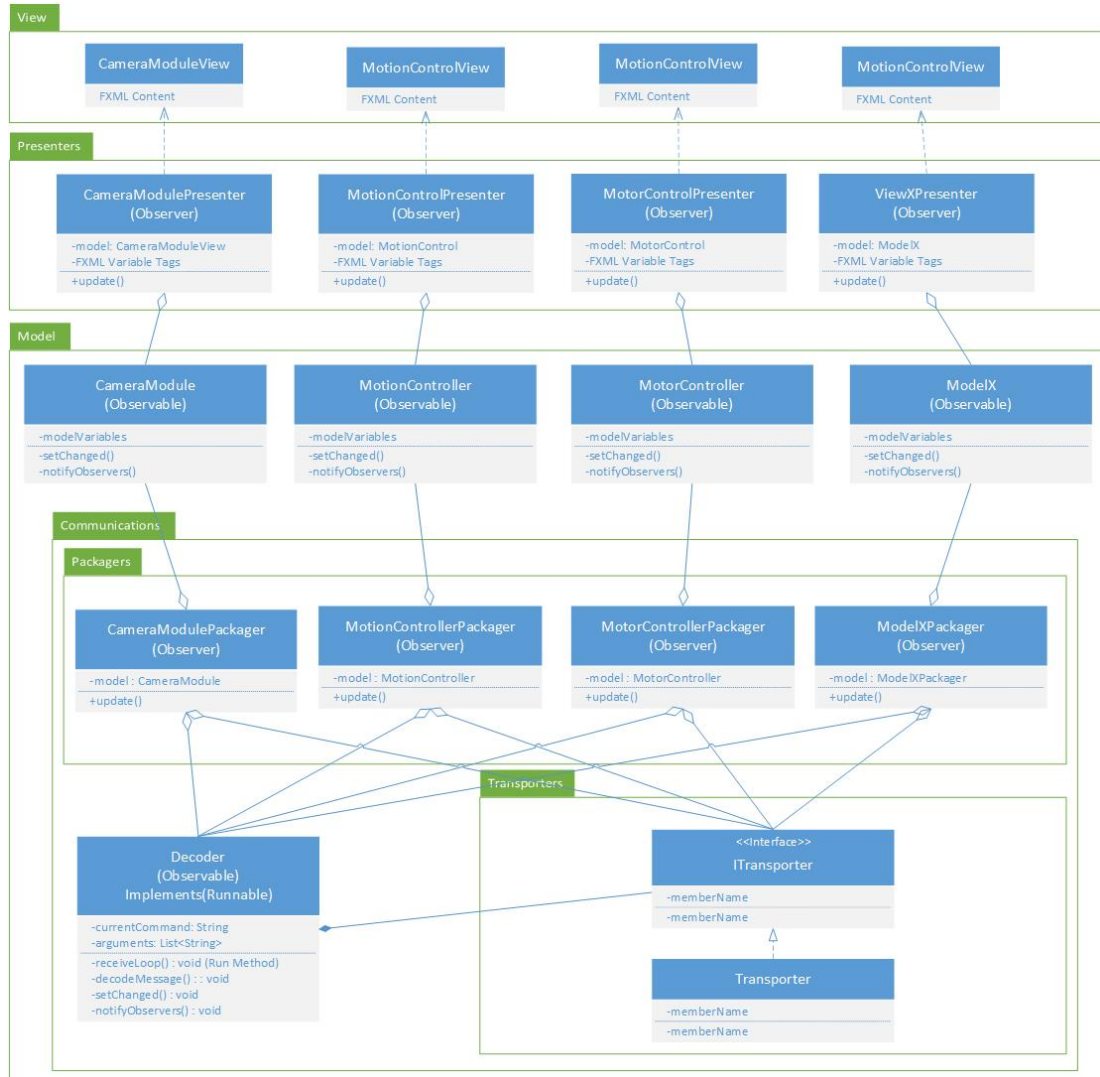 View
CameraModuleView
FXML Content
MotionControlView
FXML Content
MotionControlView
FXML Content
MotionControlView
FXML Content
Presenters
CameraModulePresenter
(Observer)
-model: CameraModuleView
-FXML Variable Tags
+update()
MotionControlPresenter
(Observer)
-model: MotionControl
-FXML Variable Tags
+update()
MotorControlPresenter
(Observer)
-model: MotorControl
-FXML Variable Tags
+update()
ViewXPresenter
(Observer)
-model: ModelX
-FXML Variable Tags
+update()
Model
CameraModule
(Observable)
-modelVariables
-setChanged()
-notifyObservers()
MotionController
(Observable)
-modelVariables
-setChanged()
-notifyObservers()
MotorController
(Observable)
-modelVariables
-setChanged()
-notifyObservers()
ModelX
(Observable)
-modelVariables
-setChanged()
-notifyObservers()
Communications
Packagers
CameraModulePackager
(Observer)
-model : CameraModule
+update()
MotionControllerPackager
(Observer)
-model : MotionController
+update()
MotorControllerPackager
(Observer)
-model : MotorController
+update()
ModelXPackager
(Observer)
-model : ModelXPackager
+update()
Transporters
Decoder
(Observable)
Implements(Runnable)
-currentCommand: String
-arguments: List<String>
-receiveLoop() : void (Run Method)
-decodeMessage() : : void
-setChanged() : void
-notifyObservers() : void
<<Interface>>
ITransporter
-memberName
-memberName
Transporter
-memberName
-memberName